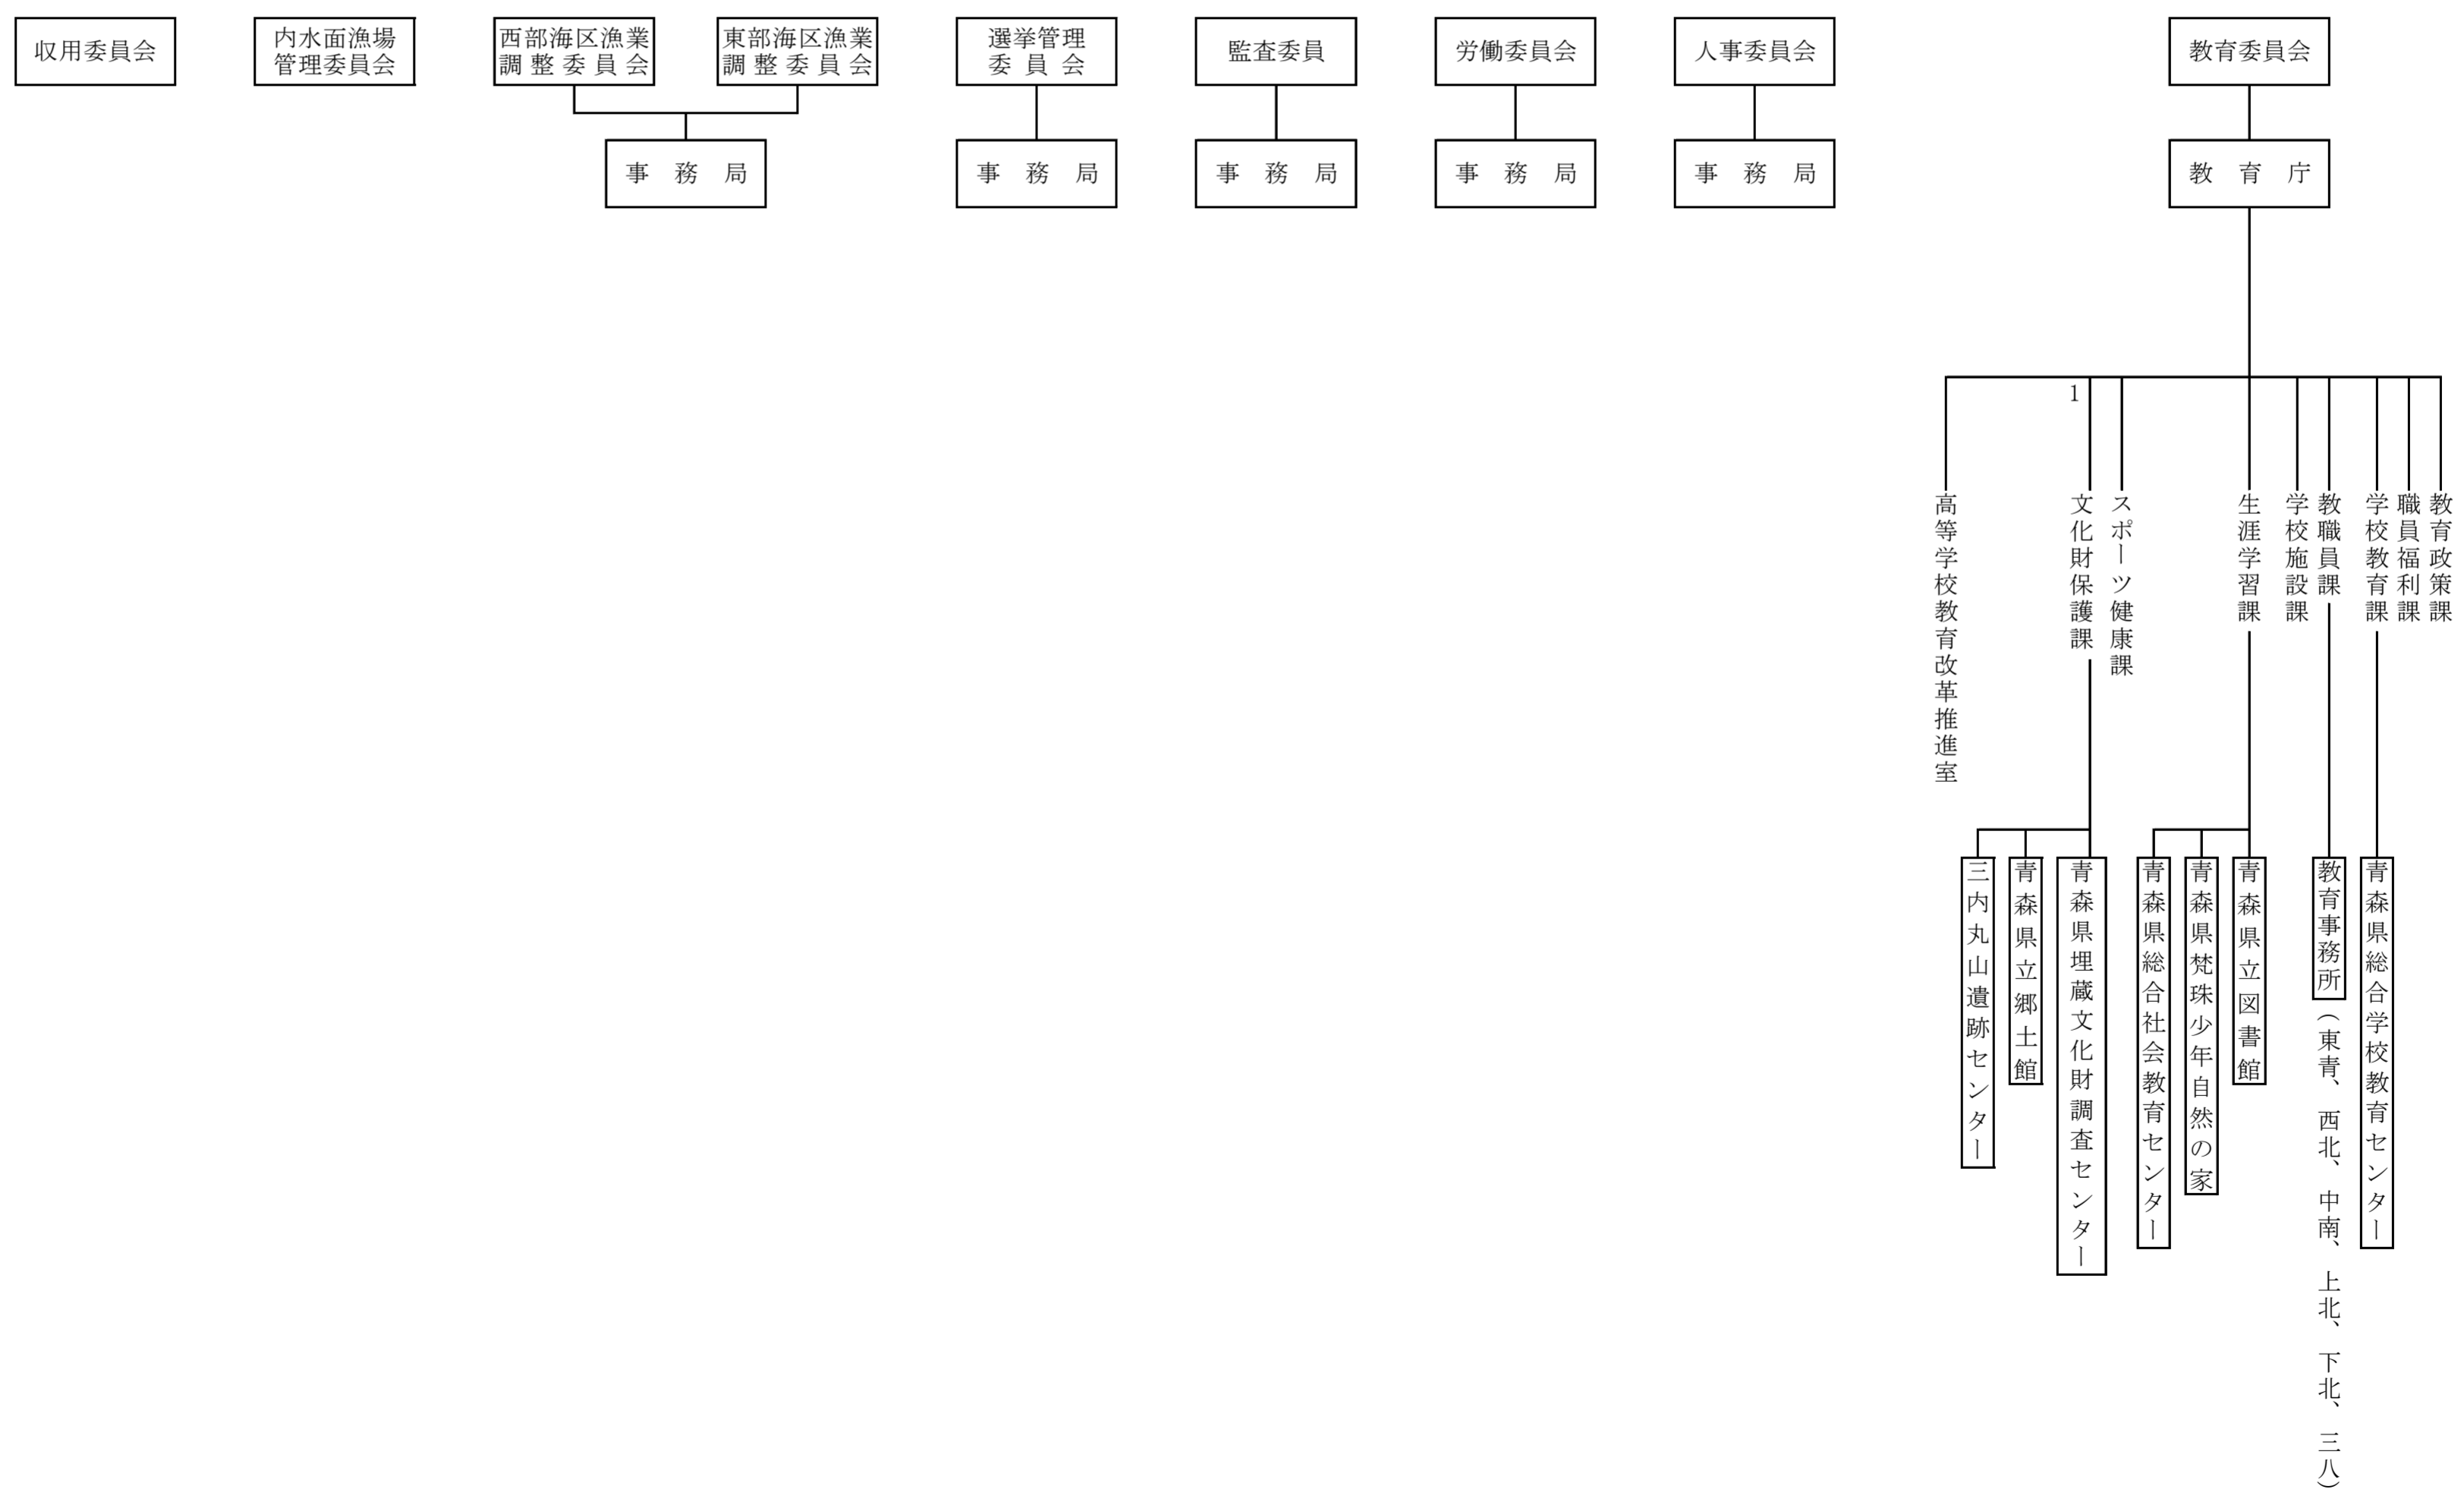 収用委員会
内水面漁場
管理委員会
西部海区漁業
調整委員会
東部海区漁業
調整委員会
選挙管理
委員会
監査委員
労働委員会
人事委員会
教育委員会
事務局
事務局
事務局
事務局
事務局
教育庁
1
教育政策課
職員福利課
学校教育課
教職員課
学校施設課
生涯学習課
スポーツ健康課
文化財保護課
高等学校教育改革推進室
青森県総合学校教育センター
教育事務所（東青、西北、中南、上北、下北、三八）
青森県立図書館
青森県梵珠少年自然の家
青森県総合社会教育センター
青森県埋蔵文化財調査センター
青森県立郷土館
三内丸山遺跡センター